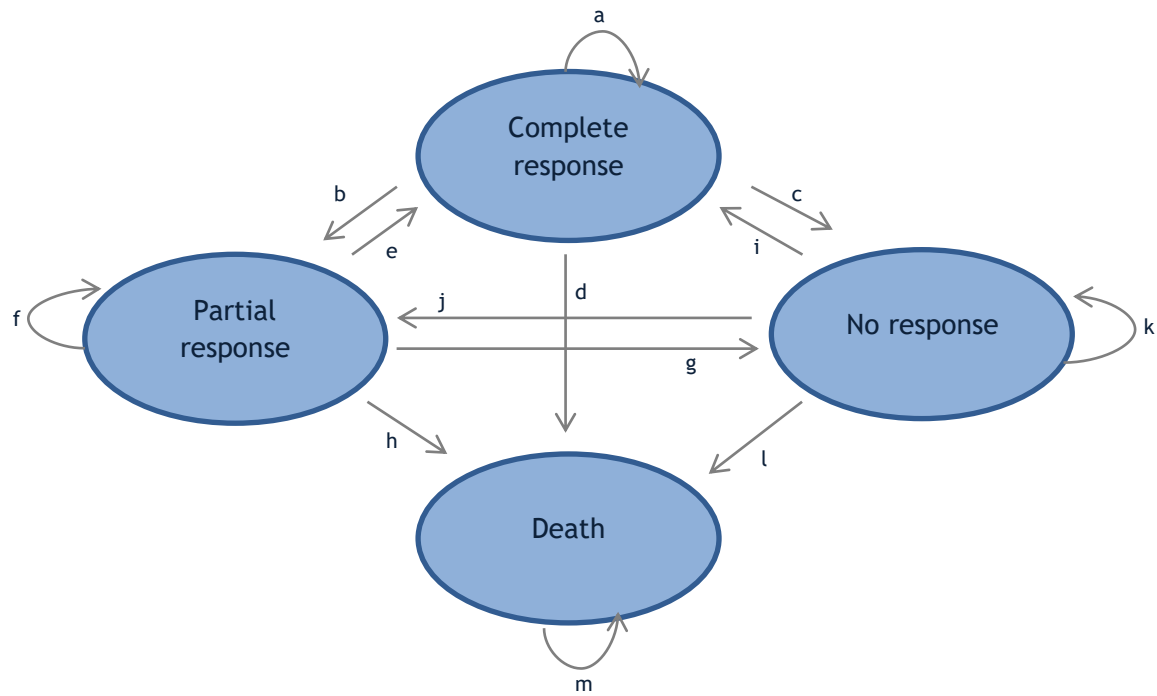 a
Complete
response
b
c
e
i
Partial
response
f
j
d
No response
k
g
h
l
Death
m